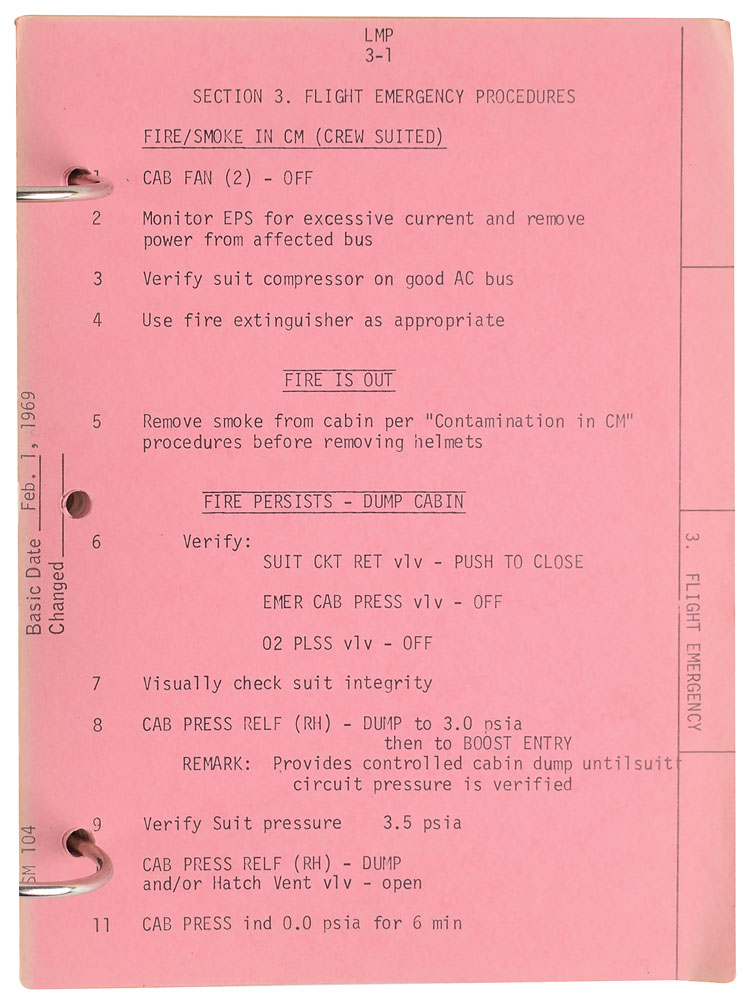 LMP
3-1
SECTION 3. FLIGHT EMERGENCY PROCEDURES
FIRE/SMOKE IN CM (CREW SUITED)
1 CAB FAN (2) - OFF
2 Monitor EPS for excessive current and remove
power from affected bus
3 Verify suit compressor on good AC bus
4 Use fire extinguisher as appropriate
FIRE IS OUT
5 Remove smoke from cabin per "Contamination in CM"
procedures before removing helmets
FIRE PERSISTS - DUMP CABIN
6 Verify:
SUIT CKT RET vlv - PUSH TO CLOSE
EMER CAB PRESS vlv - OFF
O2 PLSS vlv - OFF
7 Visually check suit integrity
8 CAB PRESS RELF (RH) - DUMP to 3.0 psia
then to BOOST ENTRY
REMARK: Provides controlled cabin dump untilsuit
circuit pressure is verified
9 Verify Suit pressure 3.5 psia
CAB PRESS RELF (RH) - DUMP
and/or Hatch Vent vlv - open
11 CAB PRESS ind 0.0 psia for 6 min
Basic Date Feb. 1, 1969
Changed
SM 104
3. FLIGHT EMERGENCY